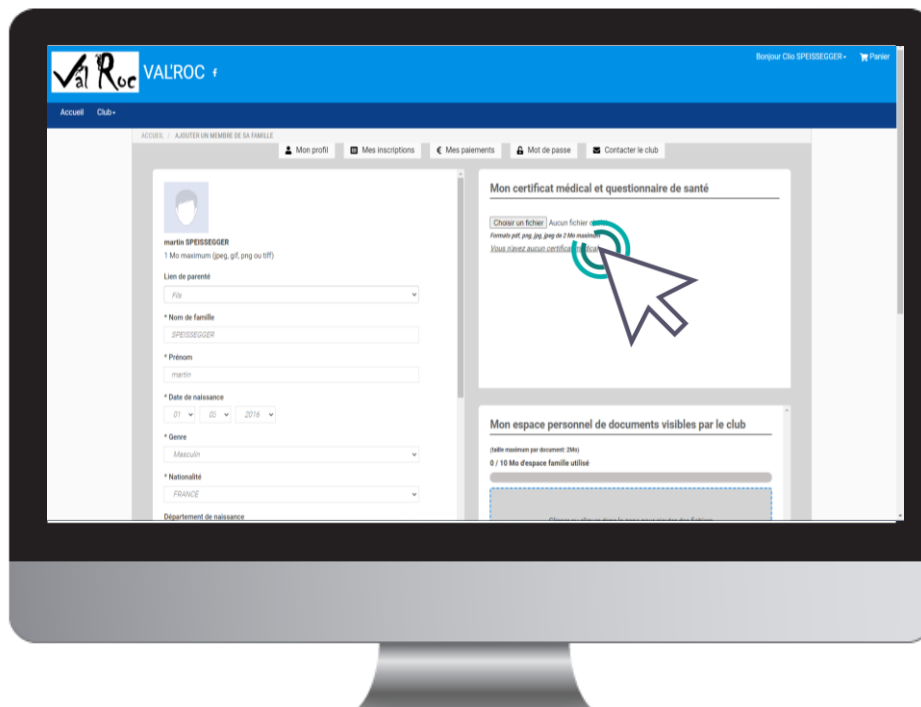 Val Roc
VAL'ROC f
Bonjour Clio SPEISSEGGER
Panier
Accueil Club
ACCUEIL / AJOUTER UN MEMBRE DE SA FAMILLE
Mon profil Mes inscriptions € Mes paiements Mot de passe Contacter le club
martin SPEISSEGGER
1 Mo maximum (jpeg, gif, png ou tiff)
Lien de parenté
Fils
* Nom de famille
SPEISSEGGER
* Prénom
martin
* Date de naissance
01 05 2016
* Genre
Masculin
* Nationalité
FRANCE
Département de naissance
Mon certificat médical et questionnaire de santé
Choisir un fichier Aucun fichier
Formats pdf, png, jpg, jpeg de 2 Mo maximum
Vous n'avez aucun certificat médical
Mon espace personnel de documents visibles par le club
(taille maximum par document: 2Mo)
0 / 10 Mo d'espace famille utilisé